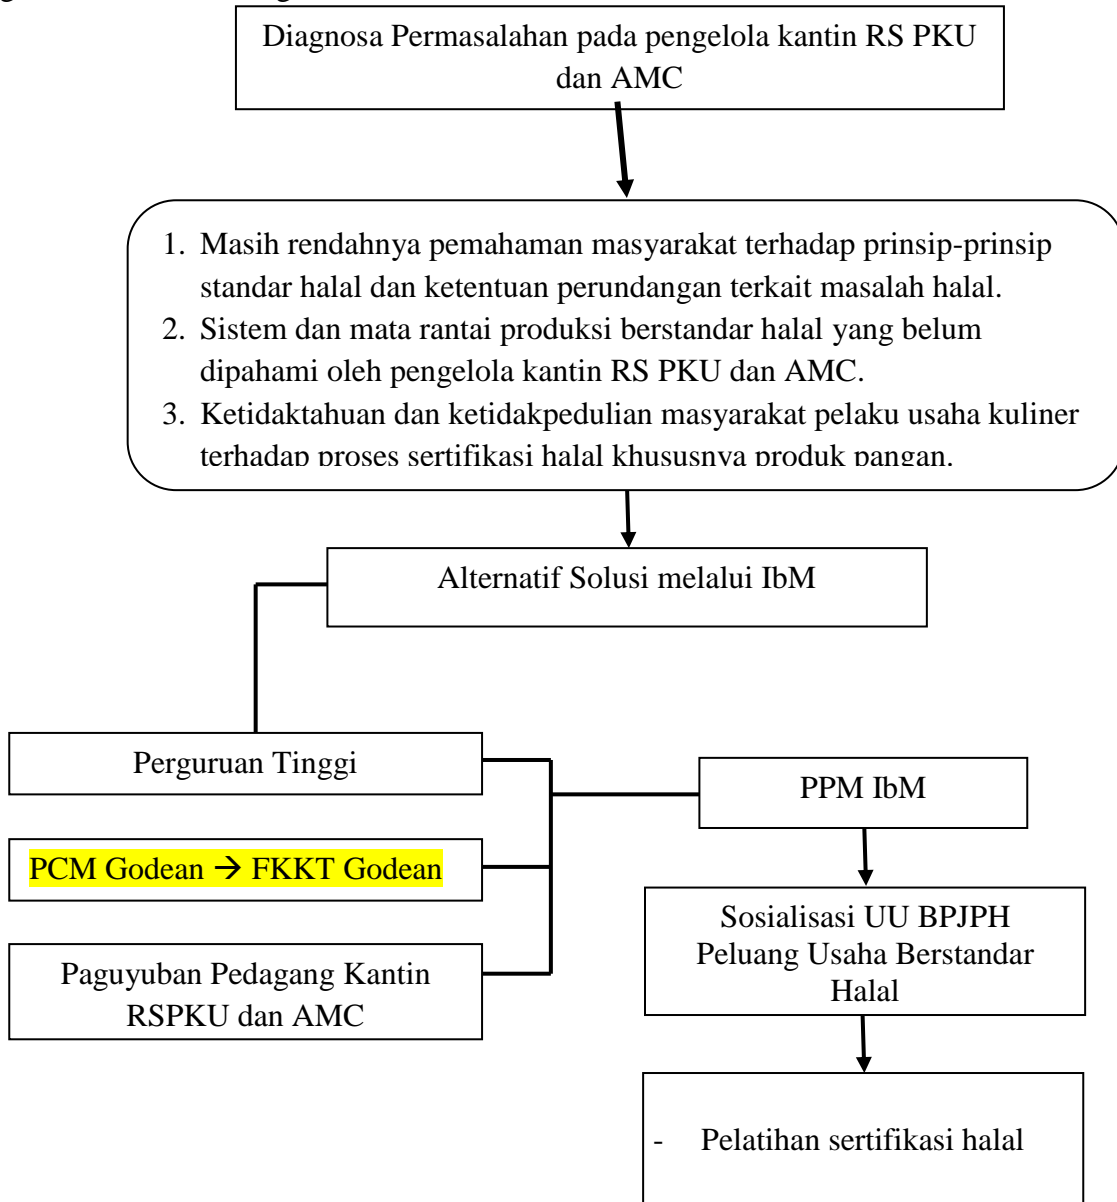 Diagnosa Permasalahan pada pengelola kantin RS PKU
dan AMC
1. Masih rendahnya pemahaman masyarakat terhadap prinsip-prinsip
standar halal dan ketentuan perundangan terkait masalah halal.
2. Sistem dan mata rantai produksi berstandar halal yang belum
dipahami oleh pengelola kantin RS PKU dan AMC.
3. Ketidaktahuan dan ketidakpedulian masyarakat pelaku usaha kuliner
terhadap proses sertifikasi halal khususnya produk pangan.
Alternatif Solusi melalui IbM
Perguruan Tinggi
PPM IbM
PCM Godean → FKKT Godean
Sosialisasi UU BPJPH
Peluang Usaha Berstandar
Halal
Paguyuban Pedagang Kantin
RSPKU dan AMC
- Pelatihan sertifikasi halal